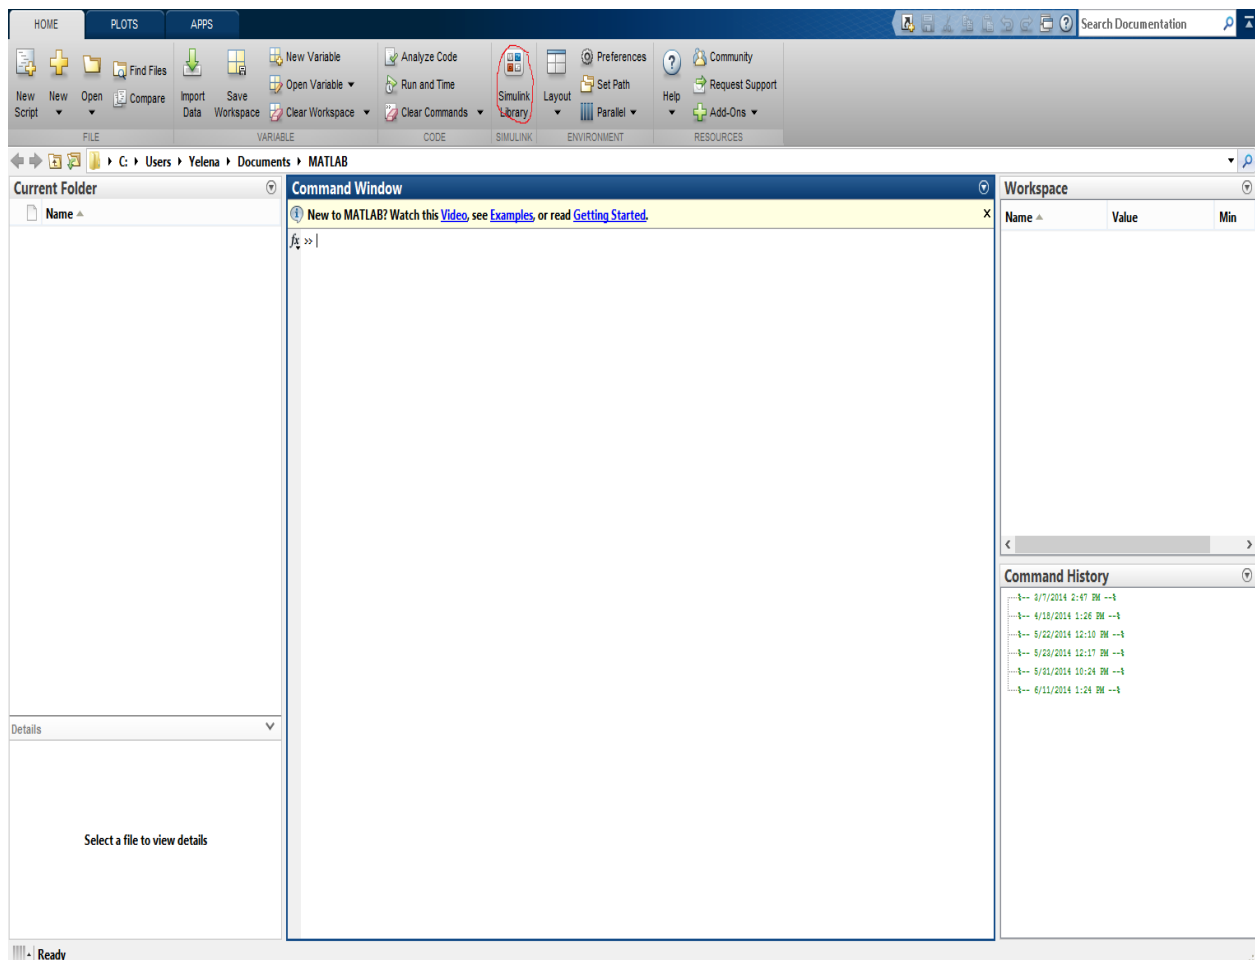 HOME PLOTS APPS
Search Documentation
New Script
New
Open
Find Files
Compare
FILE
Import Data
Save Workspace
New Variable
Open Variable
Clear Workspace
VARIABLE
Analyze Code
Run and Time
Clear Commands
CODE
Simulink Library
SIMULINK
Layout
Preferences
Set Path
Parallel
ENVIRONMENT
Help
Community
Request Support
Add-Ons
RESOURCES
C: Users Yelena Documents MATLAB
Current Folder
Name
Details
Select a file to view details
Command Window
New to MATLAB? Watch this Video, see Examples, or read Getting Started.
fx >>
Workspace
Name Value Min
Command History
%-- 3/7/2014 2:47 PM --%
%-- 4/18/2014 1:26 PM --%
%-- 5/22/2014 12:10 PM --%
%-- 5/23/2014 12:17 PM --%
%-- 5/31/2014 10:24 PM --%
%-- 6/11/2014 1:24 PM --%
Ready